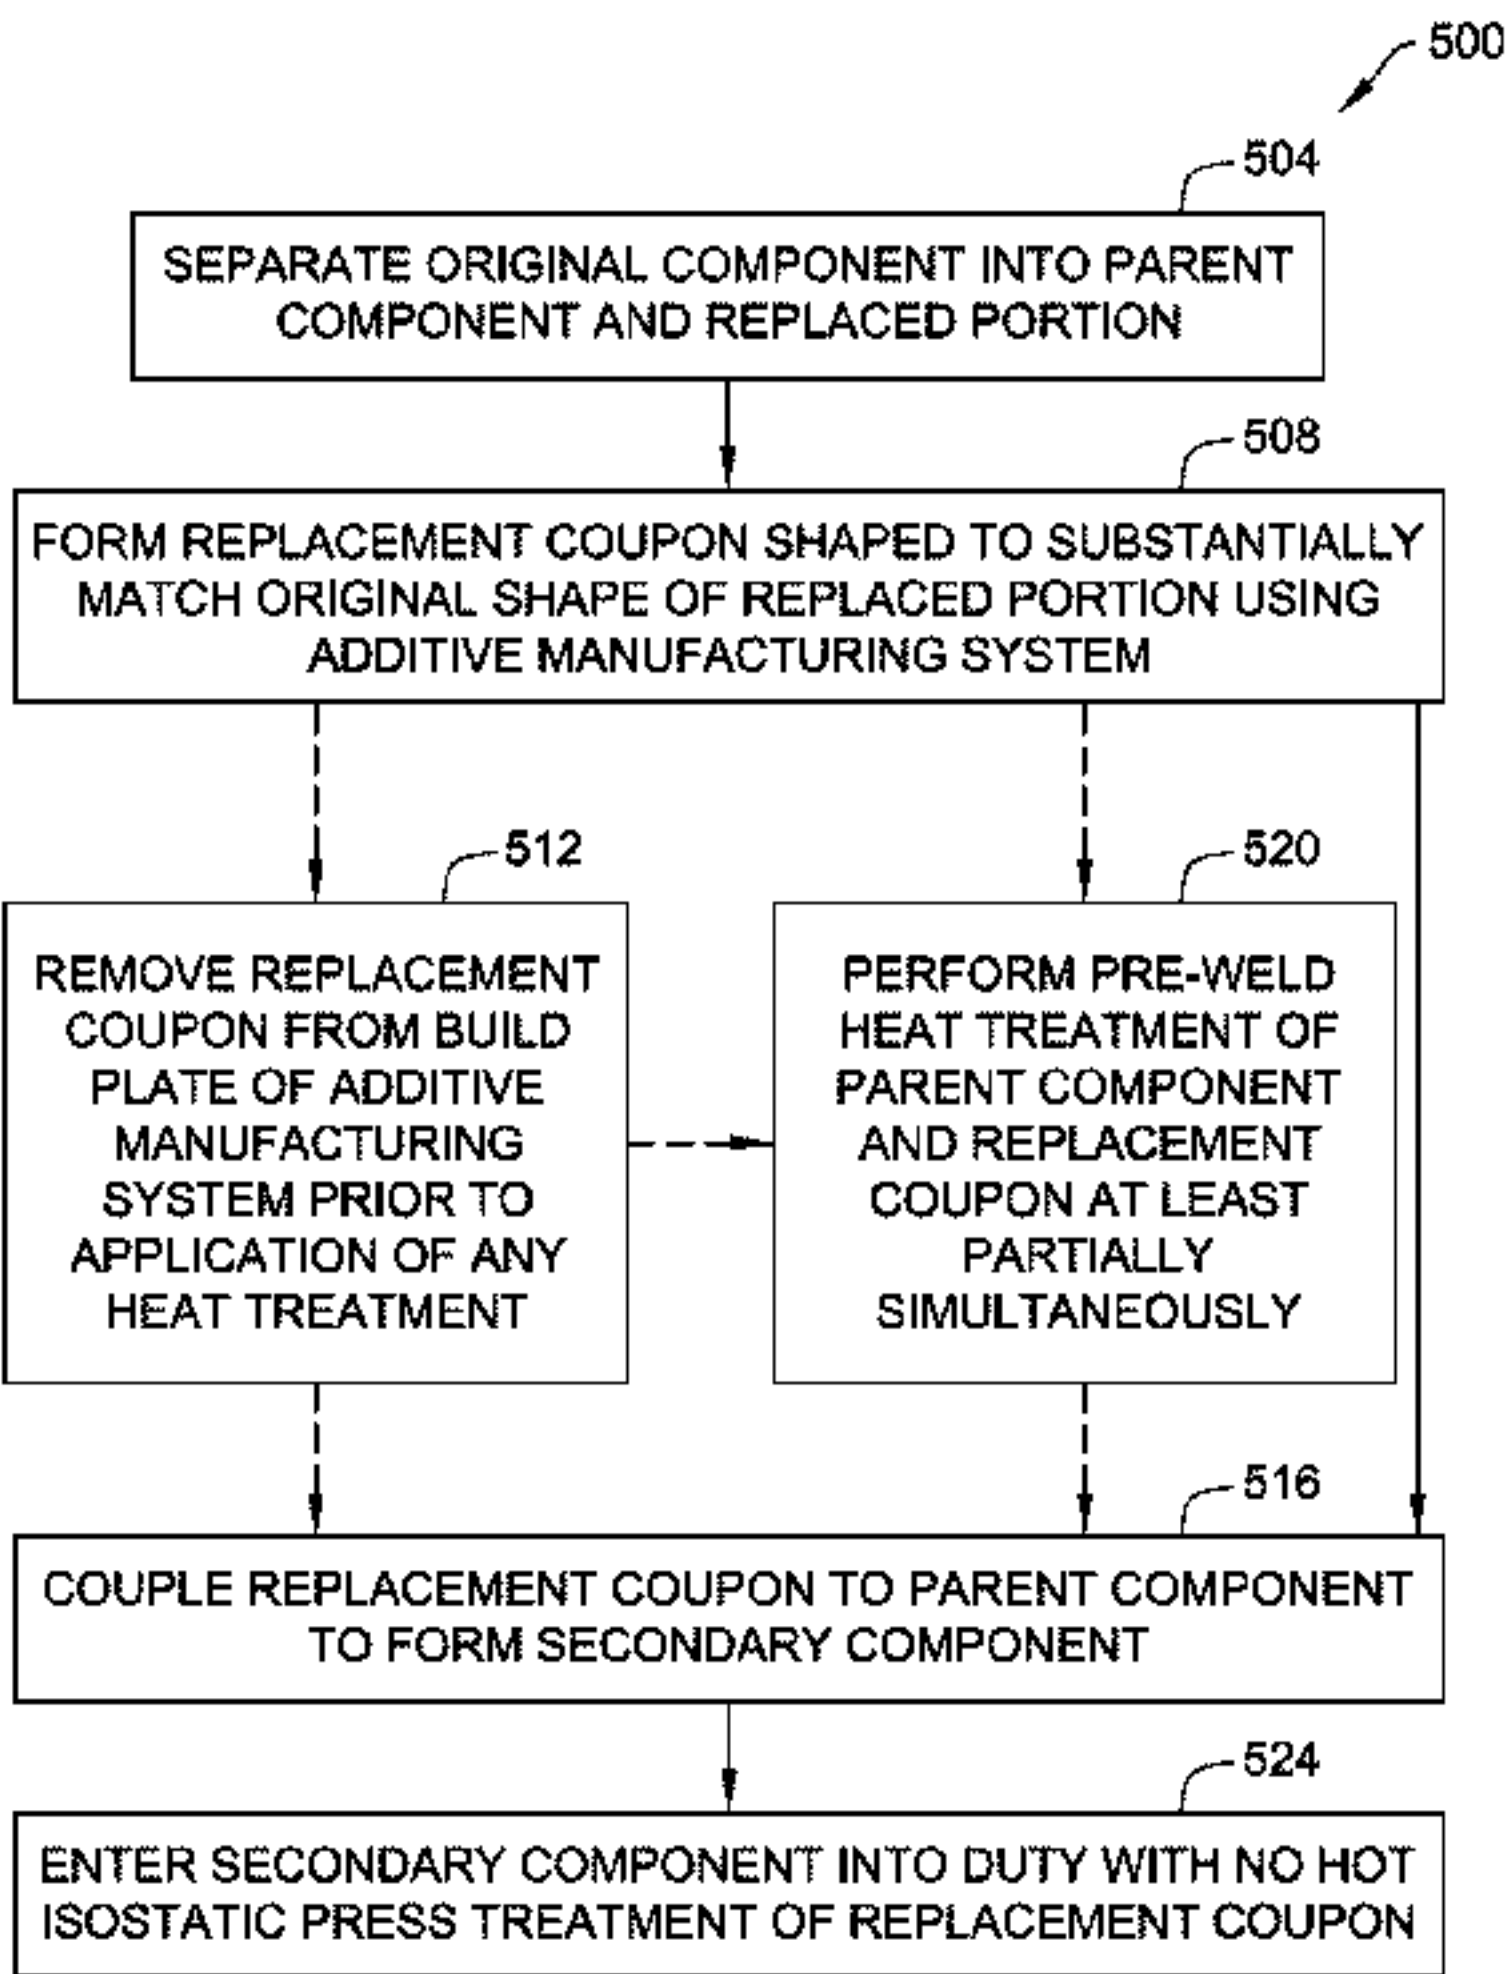 500
504
SEPARATE ORIGINAL COMPONENT INTO PARENT
COMPONENT AND REPLACED PORTION
508
FORM REPLACEMENT COUPON SHAPED TO SUBSTANTIALLY
MATCH ORIGINAL SHAPE OF REPLACED PORTION USING
ADDITIVE MANUFACTURING SYSTEM
512
REMOVE REPLACEMENT
COUPON FROM BUILD
PLATE OF ADDITIVE
MANUFACTURING
SYSTEM PRIOR TO
APPLICATION OF ANY
HEAT TREATMENT
520
PERFORM PRE-WELD
HEAT TREATMENT OF
PARENT COMPONENT
AND REPLACEMENT
COUPON AT LEAST
PARTIALLY
SIMULTANEOUSLY
516
COUPLE REPLACEMENT COUPON TO PARENT COMPONENT
TO FORM SECONDARY COMPONENT
524
ENTER SECONDARY COMPONENT INTO DUTY WITH NO HOT
ISOSTATIC PRESS TREATMENT OF REPLACEMENT COUPON